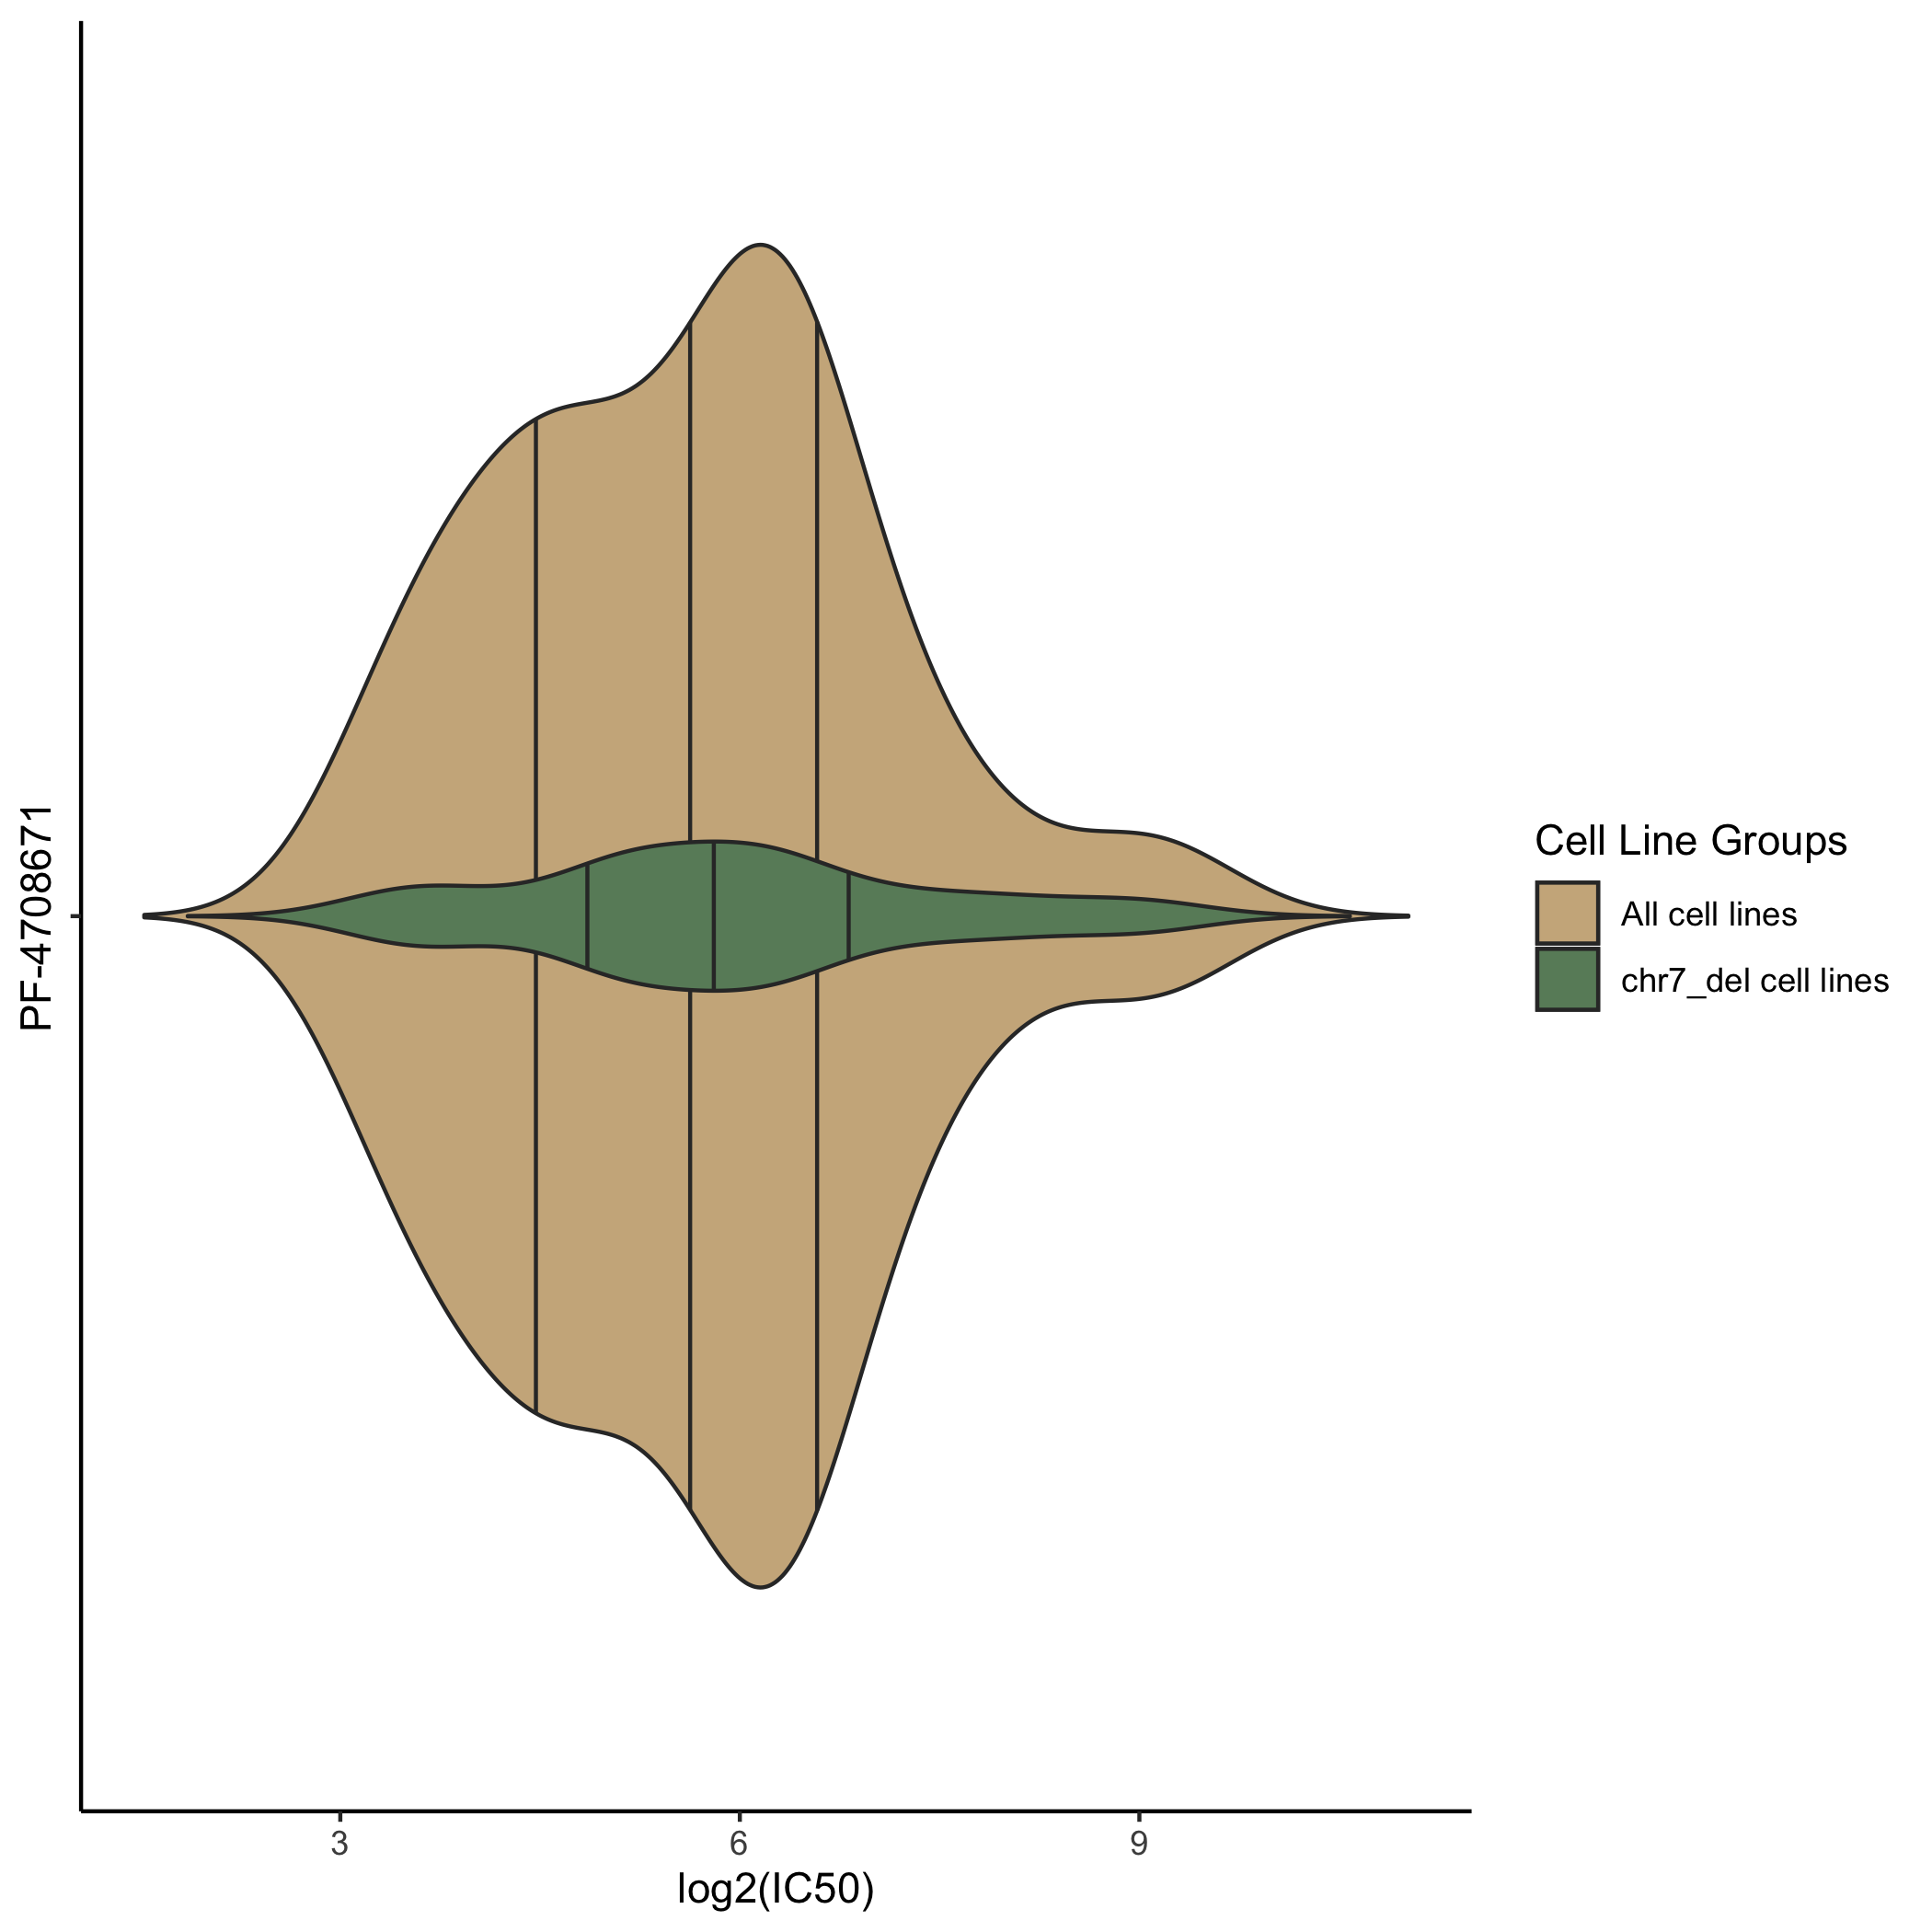 PF-4708671
Cell Line Groups
All cell lines
chr7_del cell lines
3 6 9
log2(IC50)